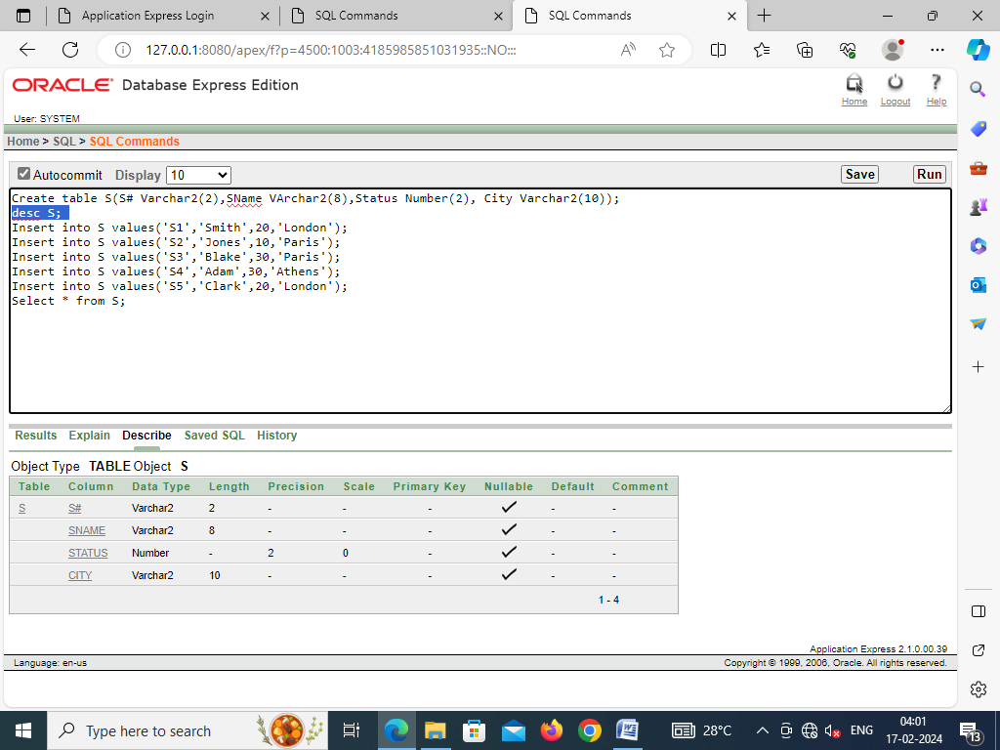 Application Express Login
SQL Commands
SQL Commands
127.0.0.1:8080/apex/f?p=4500:1003:4185985851031935::NO:::
ORACLE® Database Express Edition
Home Logout Help
User: SYSTEM
Home > SQL > SQL Commands
Autocommit Display 10 Save Run
Create table S(S# Varchar2(2),SName VArchar2(8),Status Number(2), City Varchar2(10));
desc S;
Insert into S values('S1','Smith',20,'London');
Insert into S values('S2','Jones',10,'Paris');
Insert into S values('S3','Blake',30,'Paris');
Insert into S values('S4','Adam',30,'Athens');
Insert into S values('S5','Clark',20,'London');
Select * from S;
Results Explain Describe Saved SQL History
Object Type TABLE Object S
Table Column Data Type Length Precision Scale Primary Key Nullable Default Comment
S S# Varchar2 2 - - - - -
SNAME Varchar2 8 - - - - -
STATUS Number - 2 0 - - -
CITY Varchar2 10 - - - - -
1 - 4
Application Express 2.1.0.00.39
Language: en-us Copyright © 1999, 2006, Oracle. All rights reserved.
Type here to search
28°C
ENG
04:01
17-02-2024
13